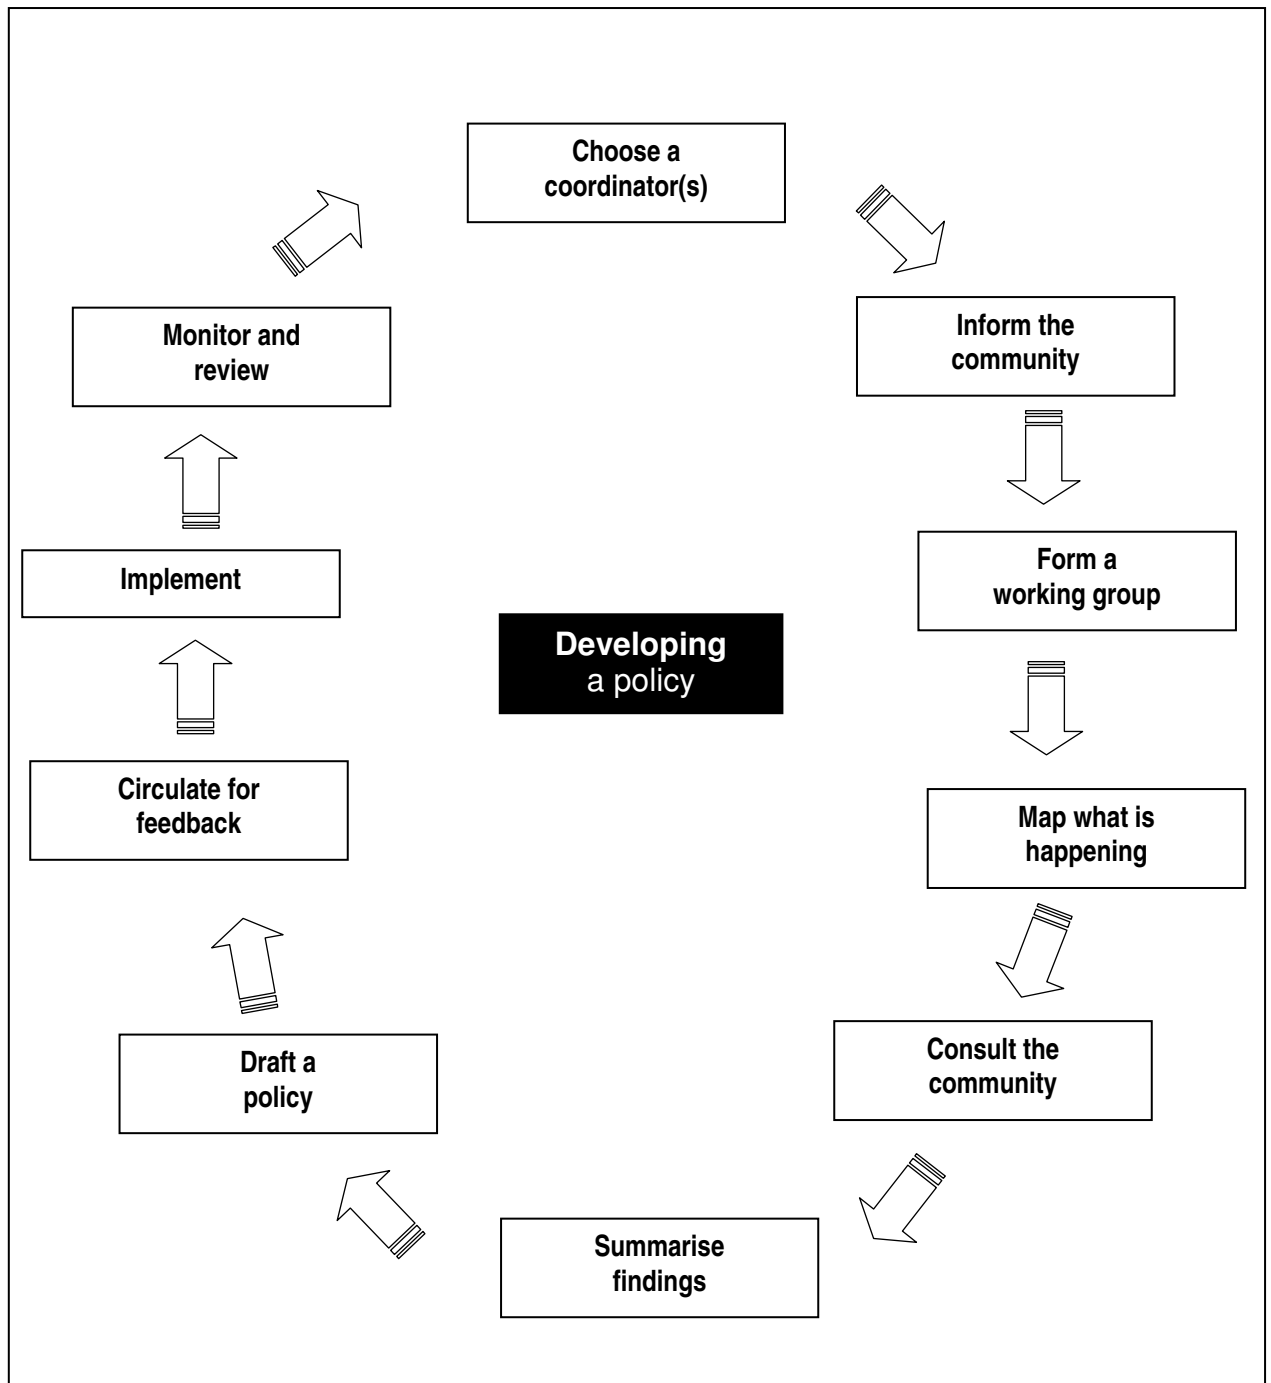 Choose a
coordinator(s)
Inform the
community
Form a
working group
Map what is
happening
Consult the
community
Summarise
findings
Draft a
policy
Circulate for
feedback
Implement
Monitor and
review
Developing
a policy